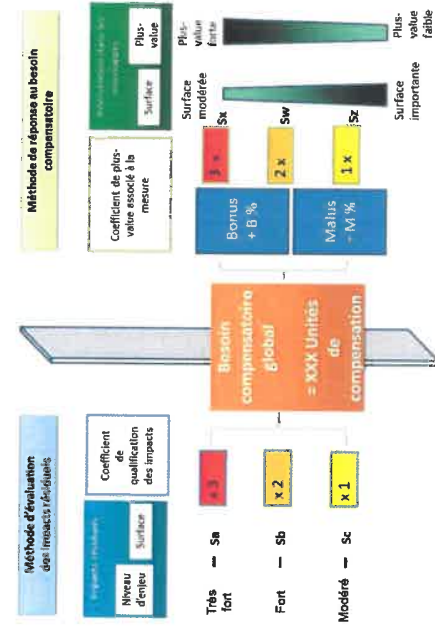 Méthode d'évaluation
des impacts résiduels
Impacts résiduels
Niveau
d'enjeu
Surface
Coefficient
de
qualification
des impacts
Très
fort
Sa
x 3
Fort
Sb
x 2
Modéré
Sc
x 1
Besoin
compensatoire
global
= XXX Unités
de
compensation
Méthode de réponse au besoin
compensatoire
Coefficient de plus-
value associé à la
mesure
Surface
Plus-
value
Bonus
+ B %
Malus
- M %
3 x
Sx
2 x
Sw
1 x
Sz
Surface
modérée
Surface
importante
Plus-
value
forte
Plus-
value
faible